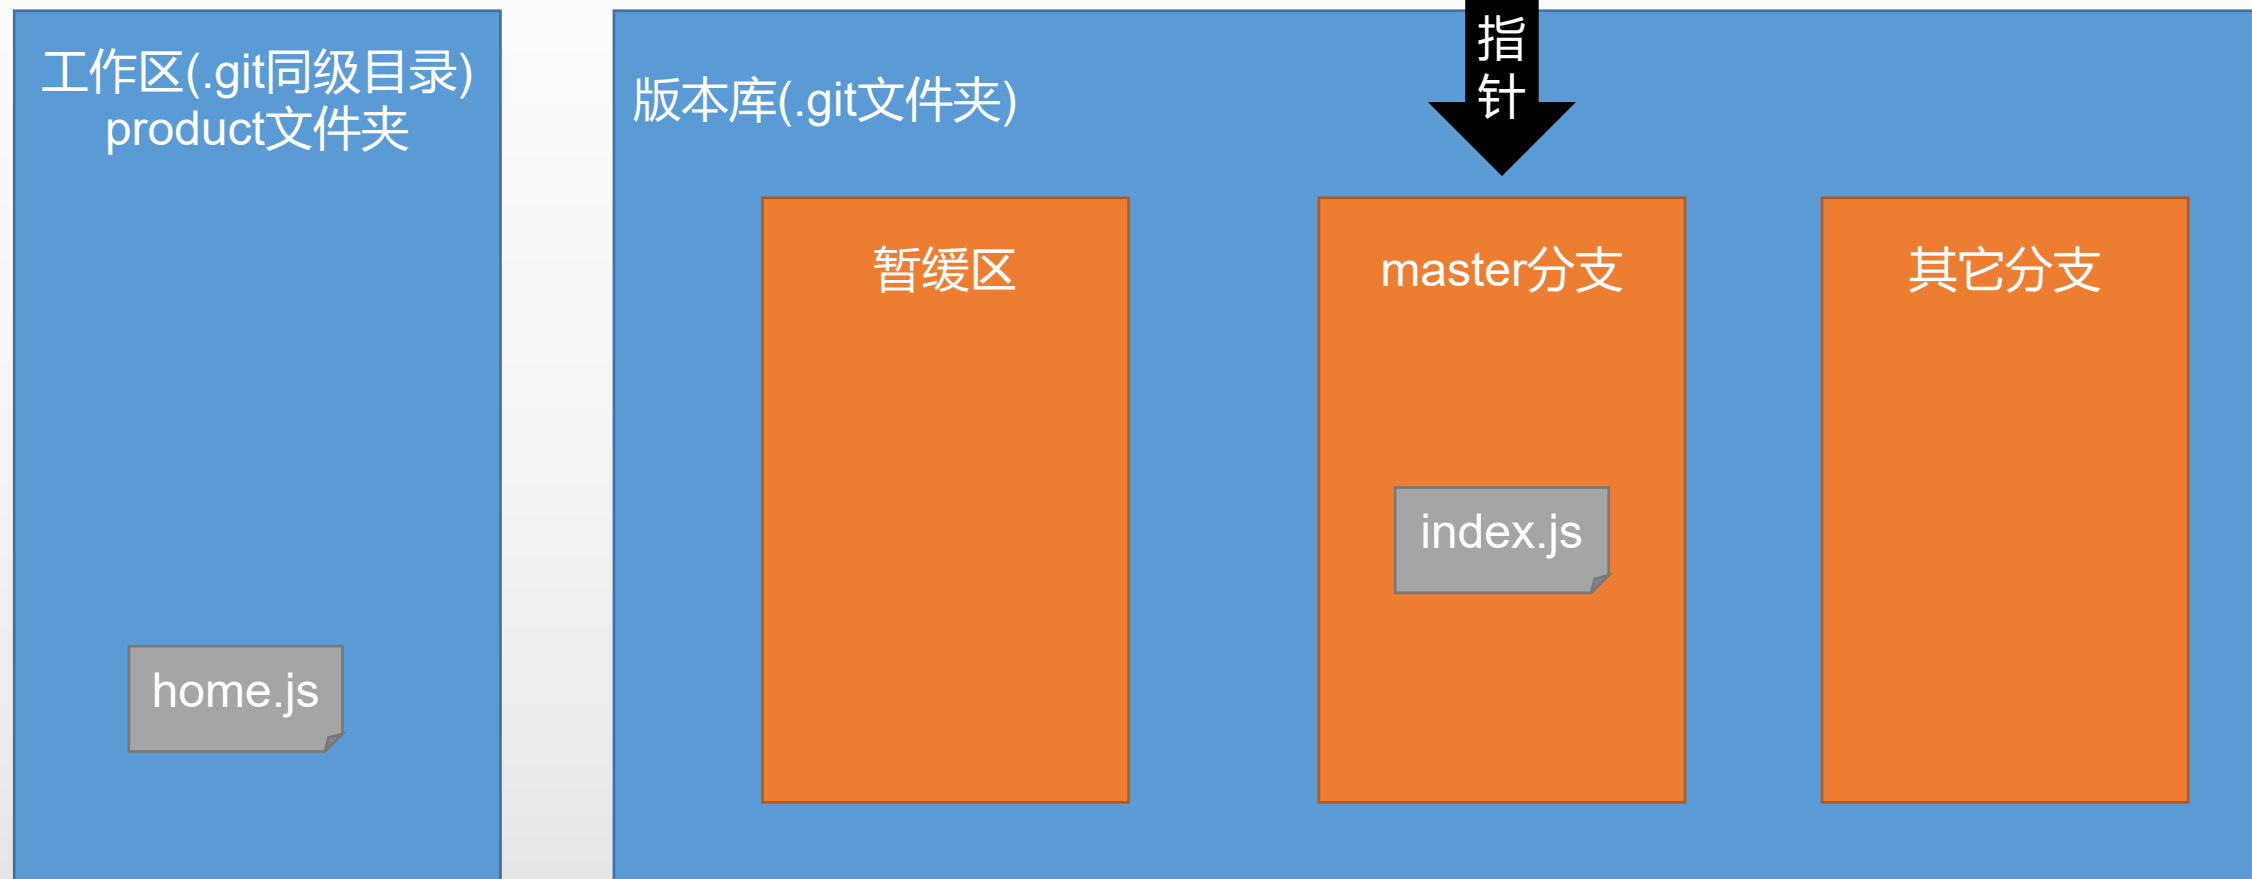 工作区(.git同级目录)
product文件夹
版本库(.git文件夹)
指
针
暂缓区
master分支
其它分支
index.js
home.js